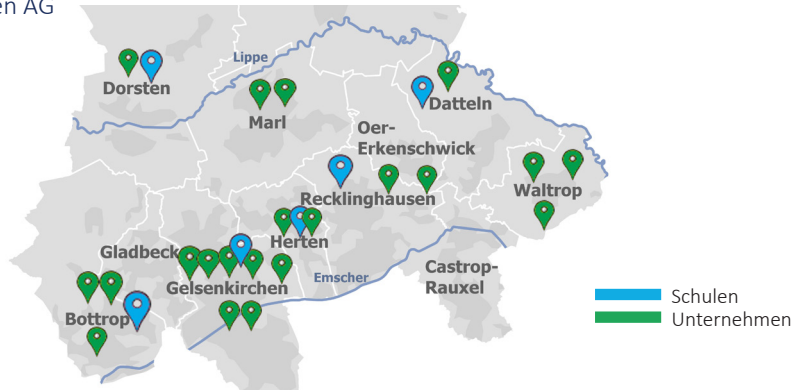 en AG
Lippe
Dorsten
Marl
Datteln
Oer-
Erkenschwick
Waltrop
Recklinghausen
Herten
Gladbeck
Gelsenkirchen
Emscher
Castrop-
Rauxel
Bottrop
Schulen
Unternehmen